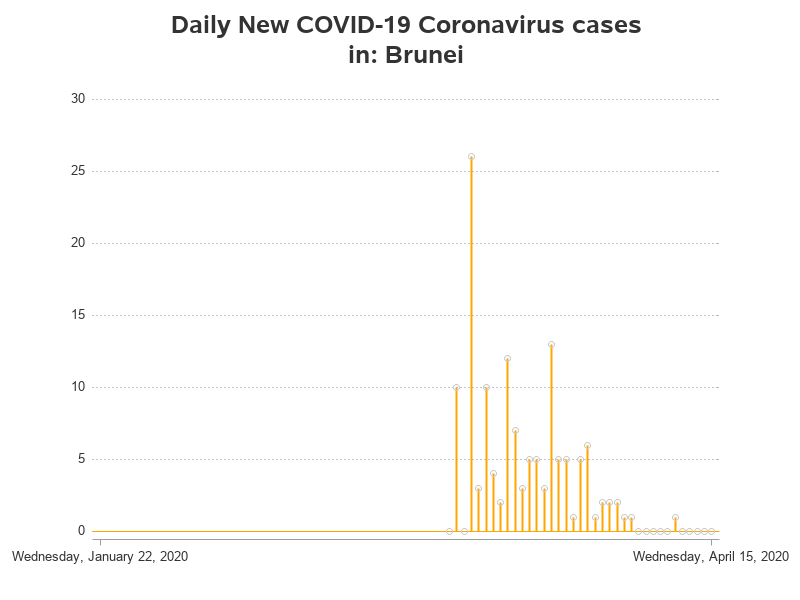 Daily New COVID-19 Coronavirus cases
in: Brunei
30
25
20
15
10
5
0
Wednesday, January 22, 2020
Wednesday, April 15, 2020